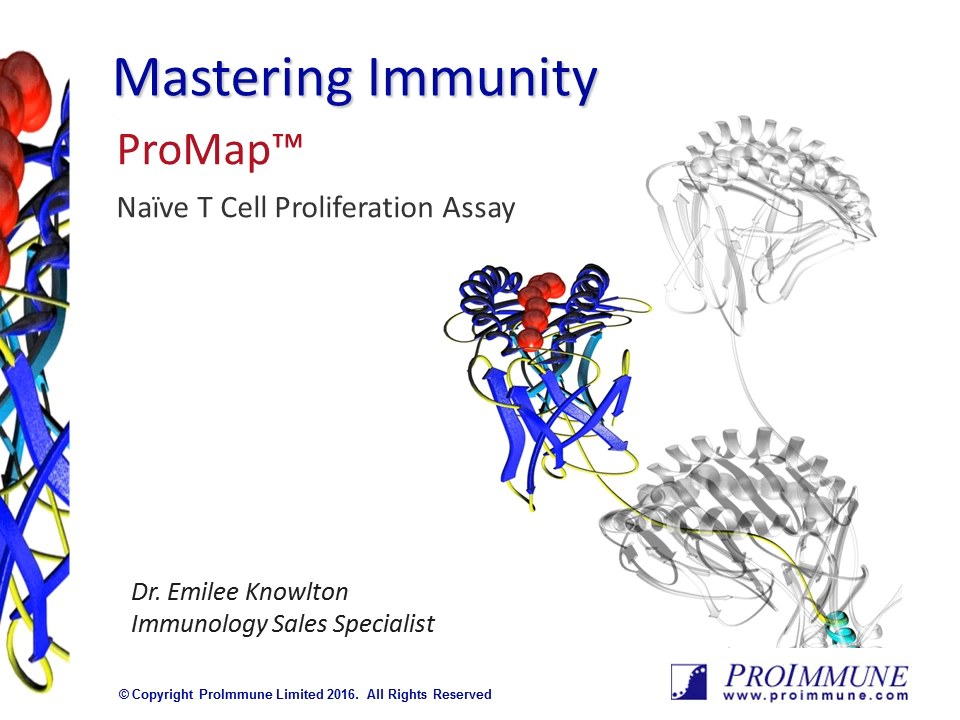 Mastering Immunity
ProMap™
Naïve T Cell Proliferation Assay
Dr. Emilee Knowlton
Immunology Sales Specialist
© Copyright ProImmune Limited 2016. All Rights Reserved
PROIMMUNE
www.proimmune.com